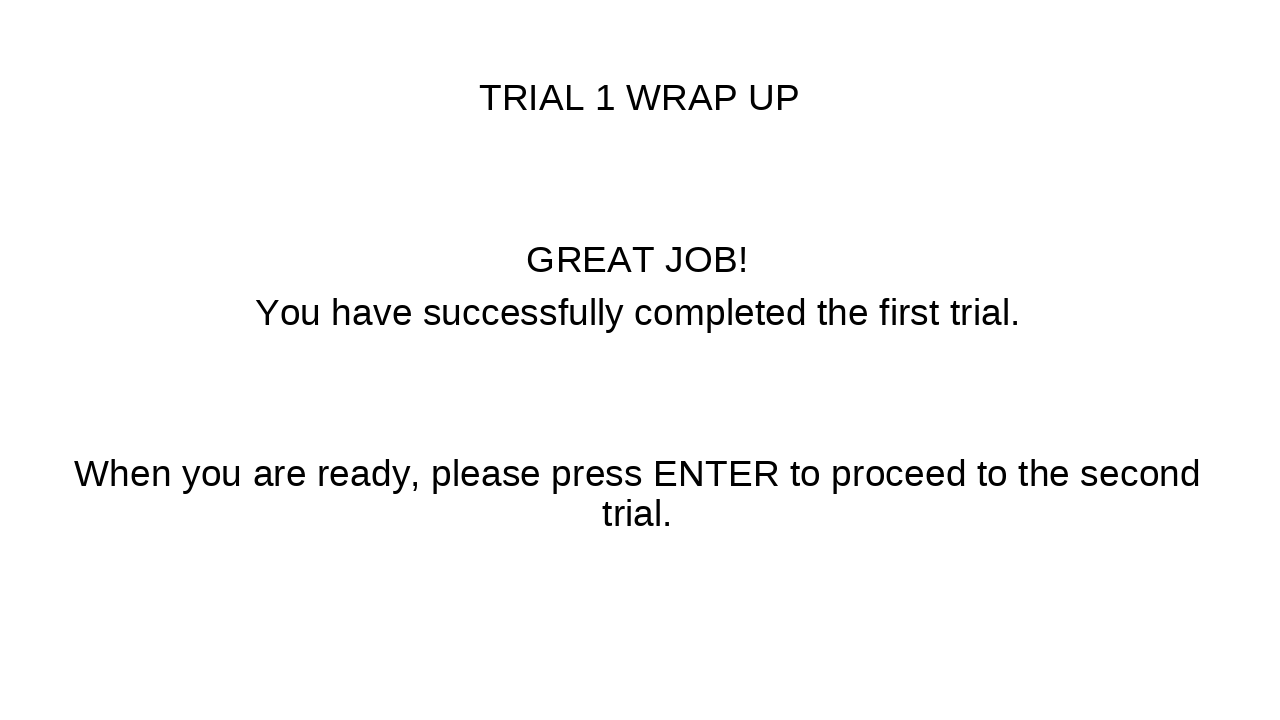 TRIAL 1 WRAP UP
GREAT JOB!
You have successfully completed the first trial.
When you are ready, please press ENTER to proceed to the second
trial.